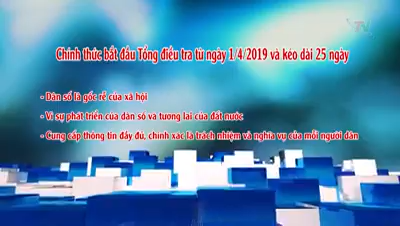 Chính thức bắt đầu Tổng điều tra từ ngày 1/4/2019 và kéo dài 25 ngày
- Dân số là gốc rễ của xã hội
- Vì sự phát triển của dân số và tương lai của đất nước
- Cung cấp thông tin đầy đủ, chính xác là trách nhiệm và nghĩa vụ của mỗi người dân